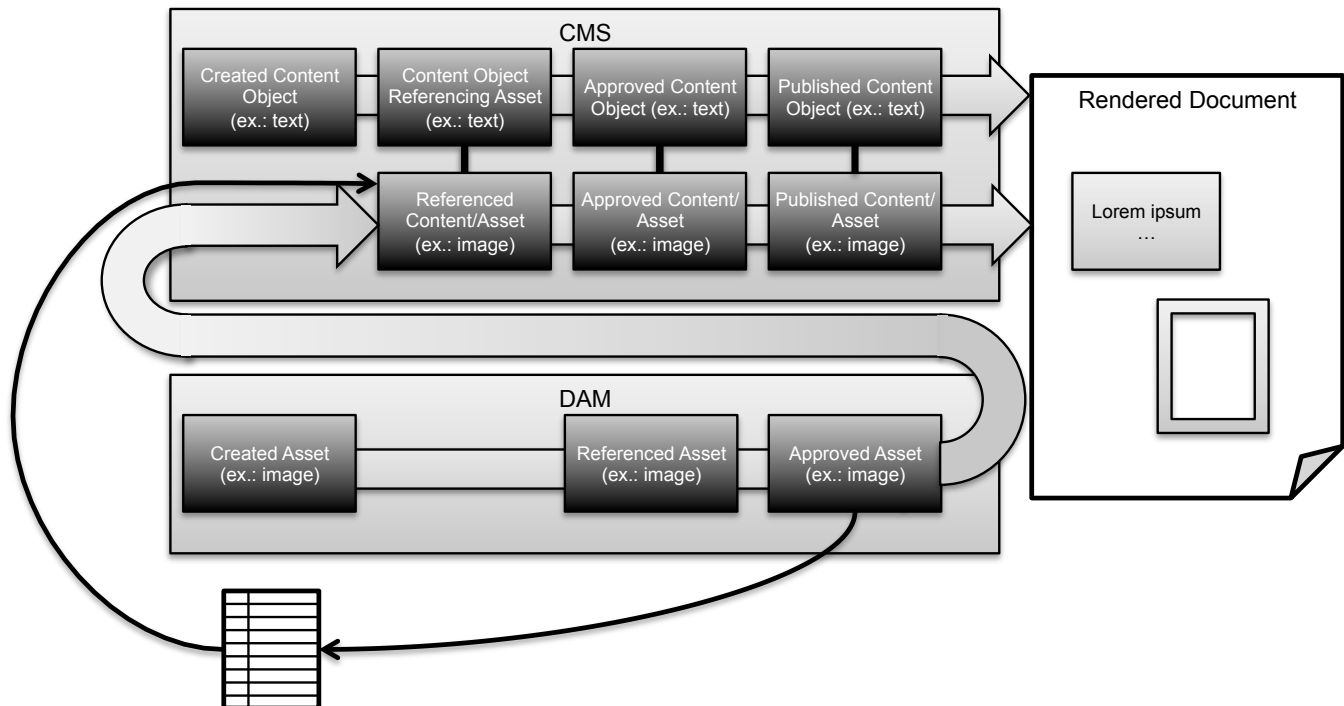 CMS
Created Content
Object
(ex.: text)
Content Object
Referencing Asset
(ex.: text)
Approved Content
Object (ex.: text)
Published Content
Object (ex.: text)
Referenced
Content/Asset
(ex.: image)
Approved Content/
Asset
(ex.: image)
Published Content/
Asset
(ex.: image)
Rendered Document
Lorem ipsum
…
DAM
Created Asset
(ex.: image)
Referenced Asset
(ex.: image)
Approved Asset
(ex.: image)